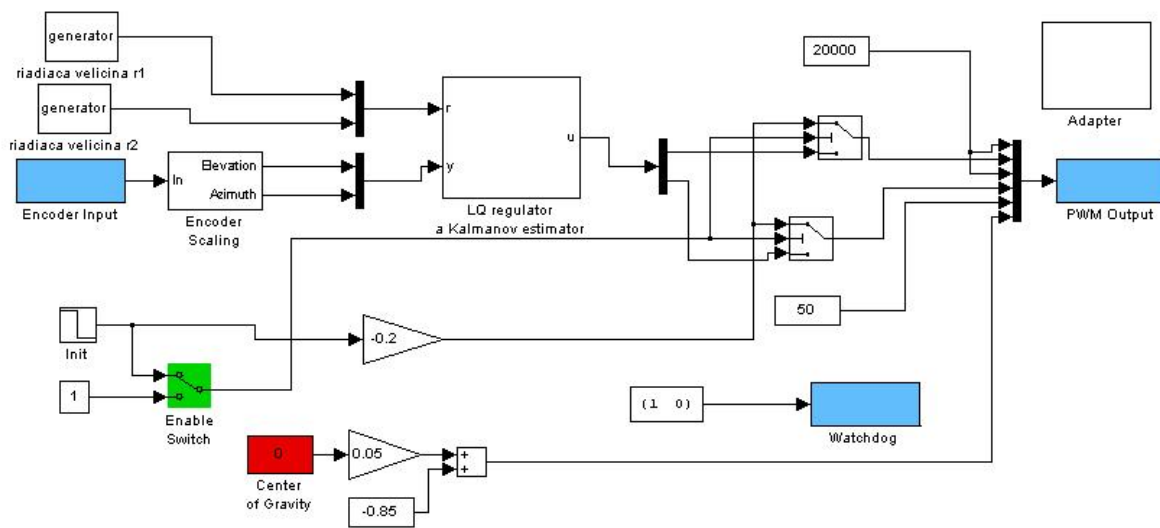 generator
riadiaca velicina r1
generator
riadiaca velicina r2
Encoder Input
In
Elevation
Azimuth
Encoder
Scaling
r
y
u
LQ regulator
a Kalmanov estimator
20000
Adapter
PWM Output
50
Init
-0.2
1
Enable
Switch
(1 0)
Watchdog
0
Center
of Gravity
0.05
+
+
-0.85